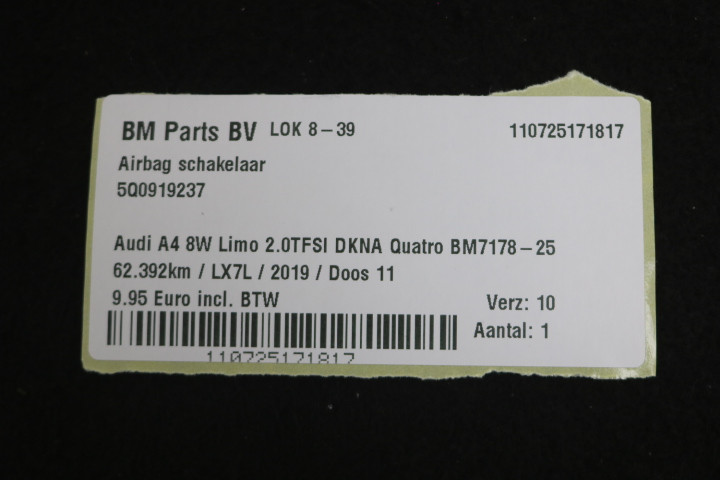 BM Parts BV LOK 8-39 110725171817
Airbag schakelaar
5Q0919237
Audi A4 8W Limo 2.0TFSI DKNA Quatro BM7178-25
62.392km / LX7L / 2019 / Doos 11
9.95 Euro incl. BTW Verz: 10
Aantal: 1
110725171817